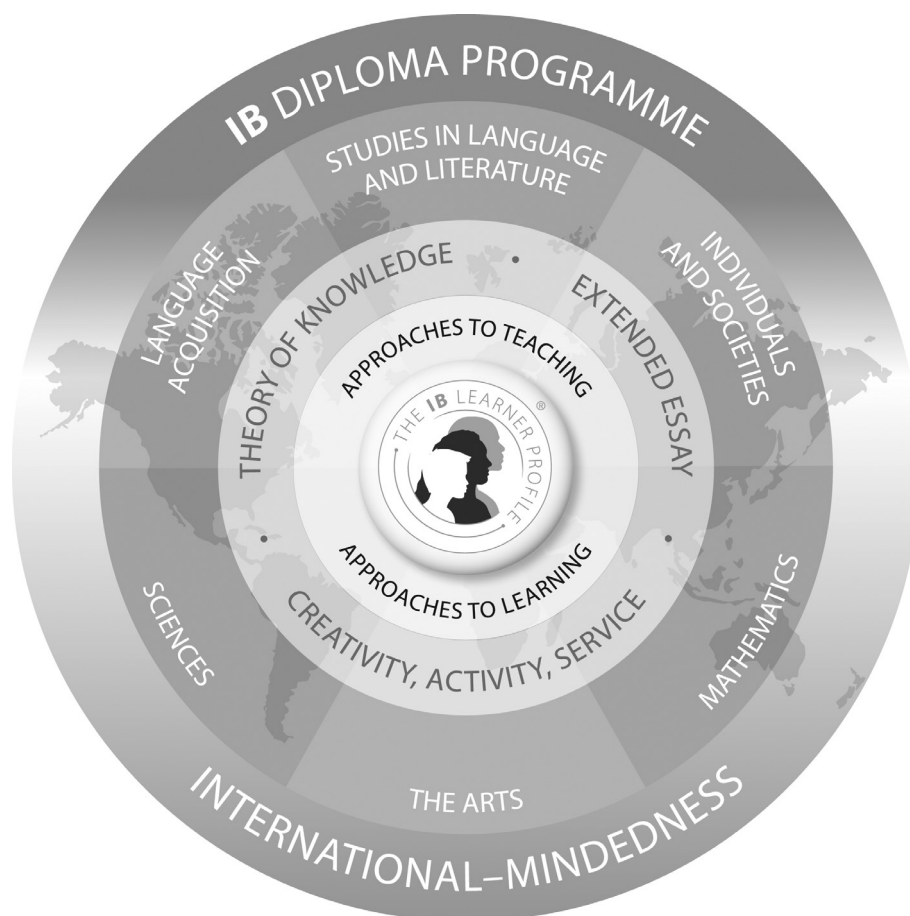 IB DIPLOMA PROGRAMME
STUDIES IN LANGUAGE
AND LITERATURE
LANGUAGE
ACQUISITION
INDIVIDUALS
AND SOCIETIES
THEORY OF KNOWLEDGE
EXTENDED ESSAY
APPROACHES TO TEACHING
THE IB LEARNER PROFILE ®
APPROACHES TO LEARNING
CREATIVITY, ACTIVITY, SERVICE
SCIENCES
MATHEMATICS
THE ARTS
INTERNATIONAL–MINDEDNESS